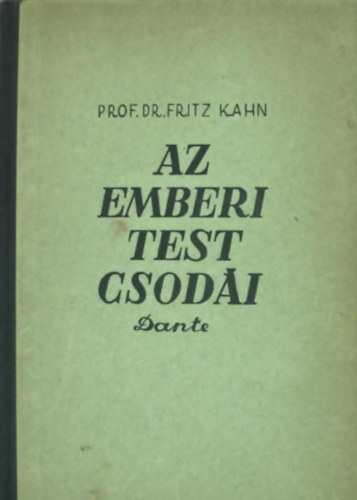 PROF. DR. FRITZ KAHN
AZ
EMBERI
TEST
CSODÁI
Dante